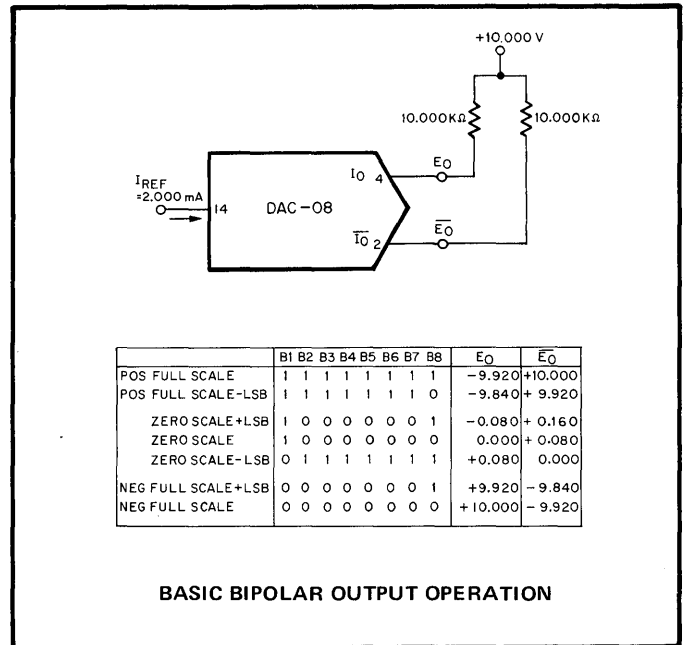 +10.000 V
10.000KΩ 10.000KΩ
IREF
=2.000 mA
14
DAC-08
IO 4
EO
IO 2
EO
B1 B2 B3 B4 B5 B6 B7 B8 EO EO
POS FULL SCALE 1 1 1 1 1 1 1 1 -9.920 +10.000
POS FULL SCALE-LSB 1 1 1 1 1 1 1 0 -9.840 + 9.920
ZERO SCALE+LSB 1 0 0 0 0 0 0 1 -0.080 + 0.160
ZERO SCALE 1 0 0 0 0 0 0 0 0.000 + 0.080
ZERO SCALE-LSB 0 1 1 1 1 1 1 1 +0.080 0.000
NEG FULL SCALE+LSB 0 0 0 0 0 0 0 1 +9.920 - 9.840
NEG FULL SCALE 0 0 0 0 0 0 0 0 +10.000 - 9.920
BASIC BIPOLAR OUTPUT OPERATION